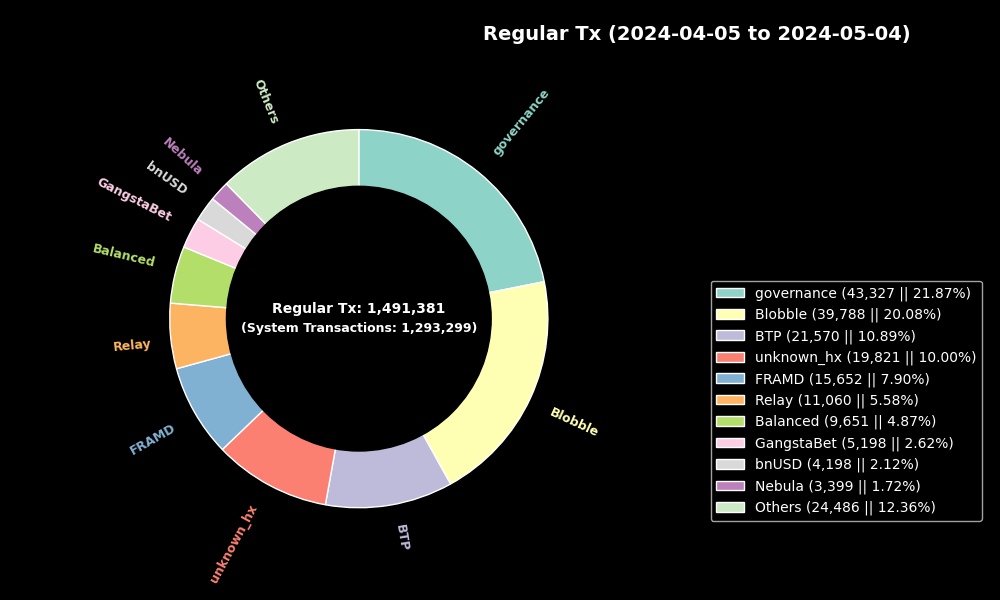 Regular Tx (2024-04-05 to 2024-05-04)
Others
governance
Nebula
bnUSD
GangstaBet
Balanced
Relay
FRAMD
unknown_hx
BTP
Blobble
Regular Tx: 1,491,381
(System Transactions: 1,293,299)
governance (43,327 || 21.87%)
Blobble (39,788 || 20.08%)
BTP (21,570 || 10.89%)
unknown_hx (19,821 || 10.00%)
FRAMD (15,652 || 7.90%)
Relay (11,060 || 5.58%)
Balanced (9,651 || 4.87%)
GangstaBet (5,198 || 2.62%)
bnUSD (4,198 || 2.12%)
Nebula (3,399 || 1.72%)
Others (24,486 || 12.36%)